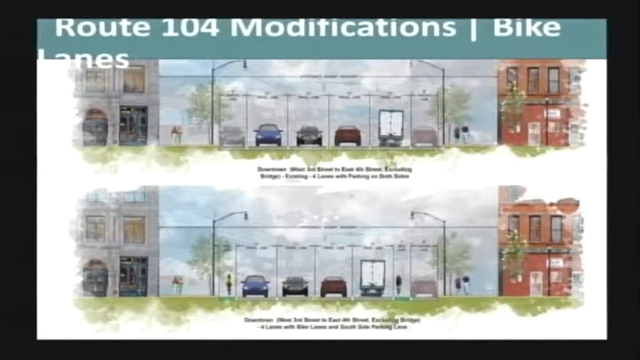 Route 104 Modifications | Bike
Lanes
Downtown (West 3rd Street to East 4th Street, Excluding
Bridge) - Existing - 4 Lanes with Parking on Both Sides
Downtown (West 3rd Street to East 4th Street, Excluding Bridge)
- 4 Lanes with Bike Lanes and South Side Parking Lane